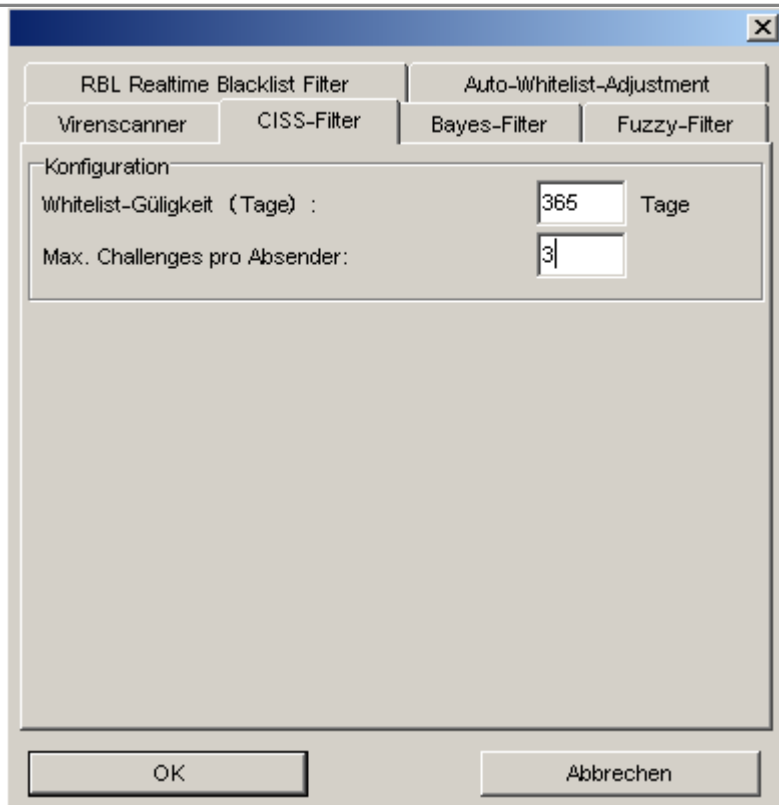 RBL Realtime Blacklist Filter
Auto-Whitelist-Adjustment
Virenscanner
CISS-Filter
Bayes-Filter
Fuzzy-Filter
Konfiguration
Whitelist-Güligkeit (Tage) : 365 Tage
Max. Challenges pro Absender: 3
OK
Abbrechen